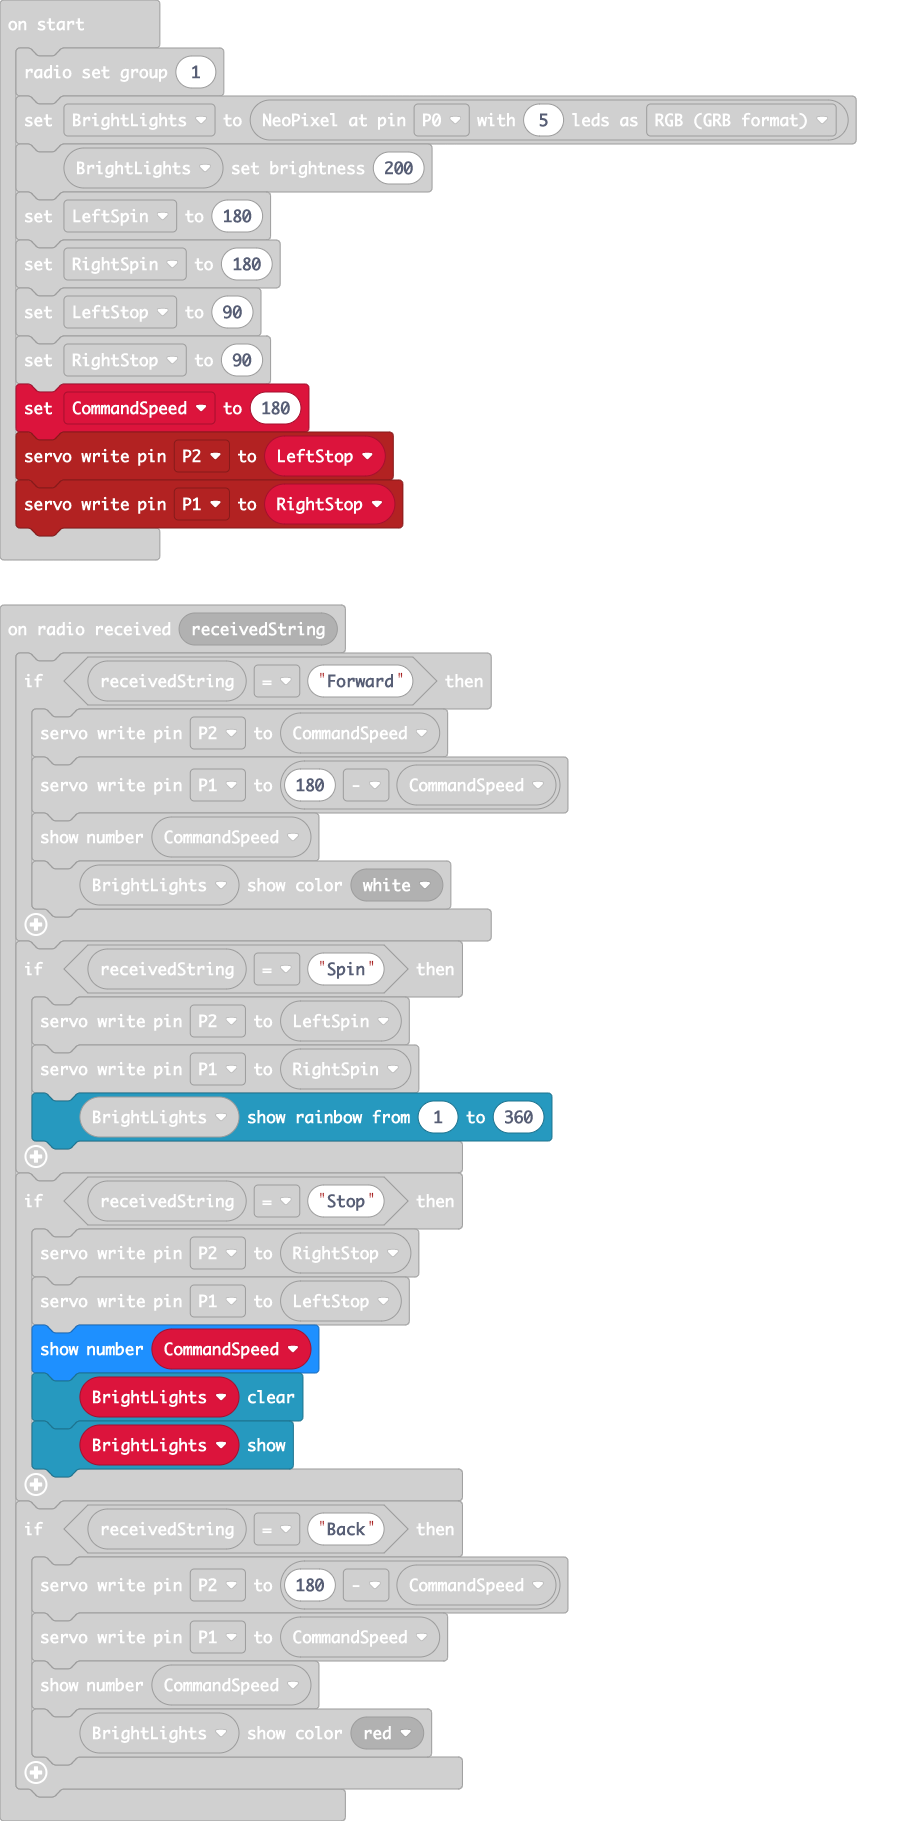 on start
radio set group 1
set BrightLights to NeoPixel at pin P0 with 5 leds as RGB (GRB format)
BrightLights set brightness 200
set LeftSpin to 180
set RightSpin to 180
set LeftStop to 90
set RightStop to 90
set CommandSpeed to 180
servo write pin P2 to LeftStop
servo write pin P1 to RightStop
on radio received receivedString
if receivedString = "Forward" then
servo write pin P2 to CommandSpeed
servo write pin P1 to 180 - CommandSpeed
show number CommandSpeed
BrightLights show color white
if receivedString = "Spin" then
servo write pin P2 to LeftSpin
servo write pin P1 to RightSpin
BrightLights show rainbow from 1 to 360
if receivedString = "Stop" then
servo write pin P2 to RightStop
servo write pin P1 to LeftStop
show number CommandSpeed
BrightLights clear
BrightLights show
if receivedString = "Back" then
servo write pin P2 to 180 - CommandSpeed
servo write pin P1 to CommandSpeed
show number CommandSpeed
BrightLights show color red